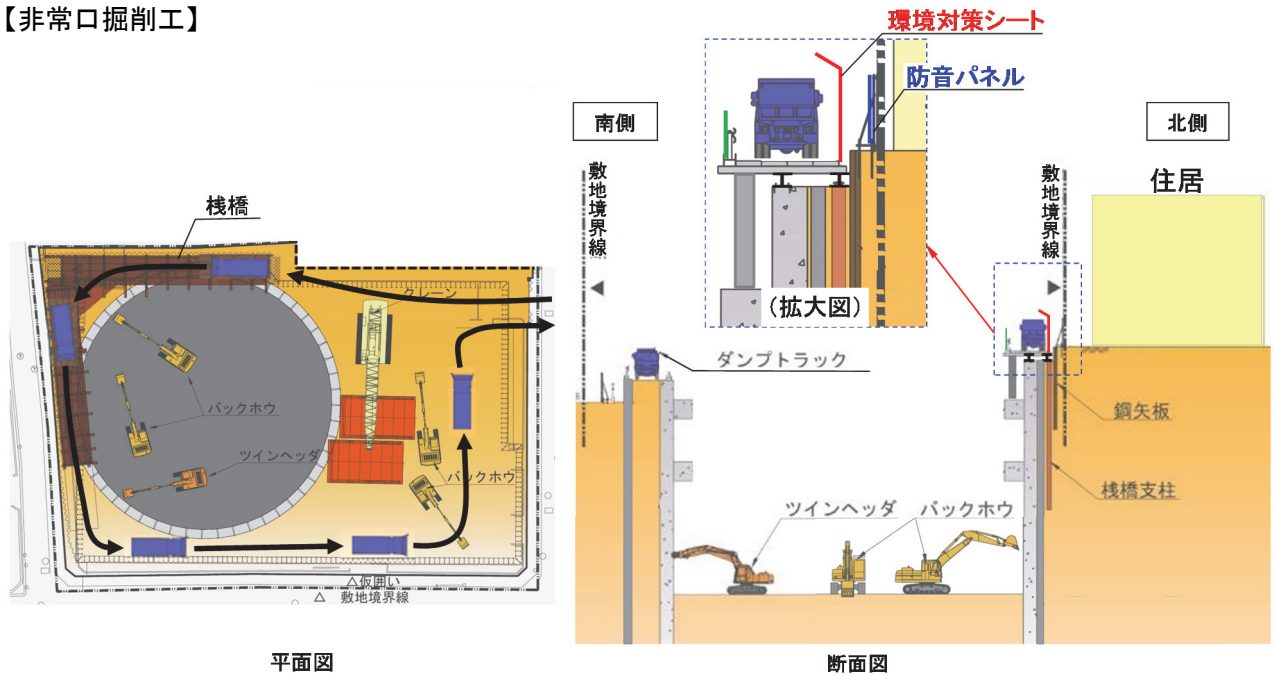 【非常口掘削工】
桟橋
クレーン
バックホウ
ツインヘッダ
バックホウ
△仮囲い
△ 敷地境界線
平面図
環境対策シート
防音パネル
(拡大図)
南側
北側
敷地境界線
敷地境界線
住居
ダンプトラック
鋼矢板
桟橋支柱
ツインヘッダ
バックホウ
断面図